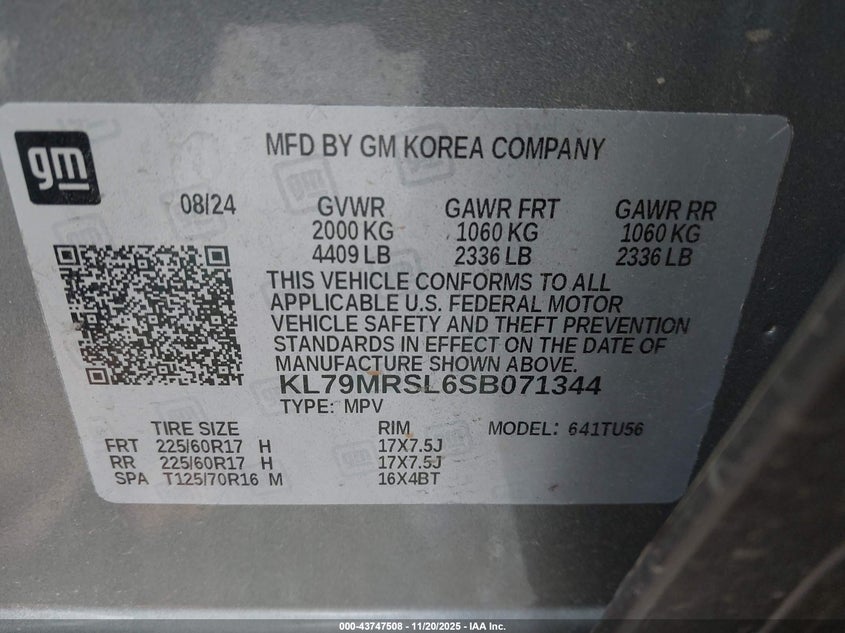 gm
MFD BY GM KOREA COMPANY
08/24 GVWR GAWR FRT GAWR RR
2000 KG 1060 KG 1060 KG
4409 LB 2336 LB 2336 LB
THIS VEHICLE CONFORMS TO ALL
APPLICABLE U.S. FEDERAL MOTOR
VEHICLE SAFETY AND THEFT PREVENTION
STANDARDS IN EFFECT ON THE DATE OF
MANUFACTURE SHOWN ABOVE.
KL79MRSL6SB071344
TYPE: MPV
TIRE SIZE RIM MODEL: 641TU56
FRT 225/60R17 H 17X7.5J
RR 225/60R17 H 17X7.5J
SPA T125/70R16 M 16X4BT
000-43747508 - 11/20/2025 - IAA Inc.